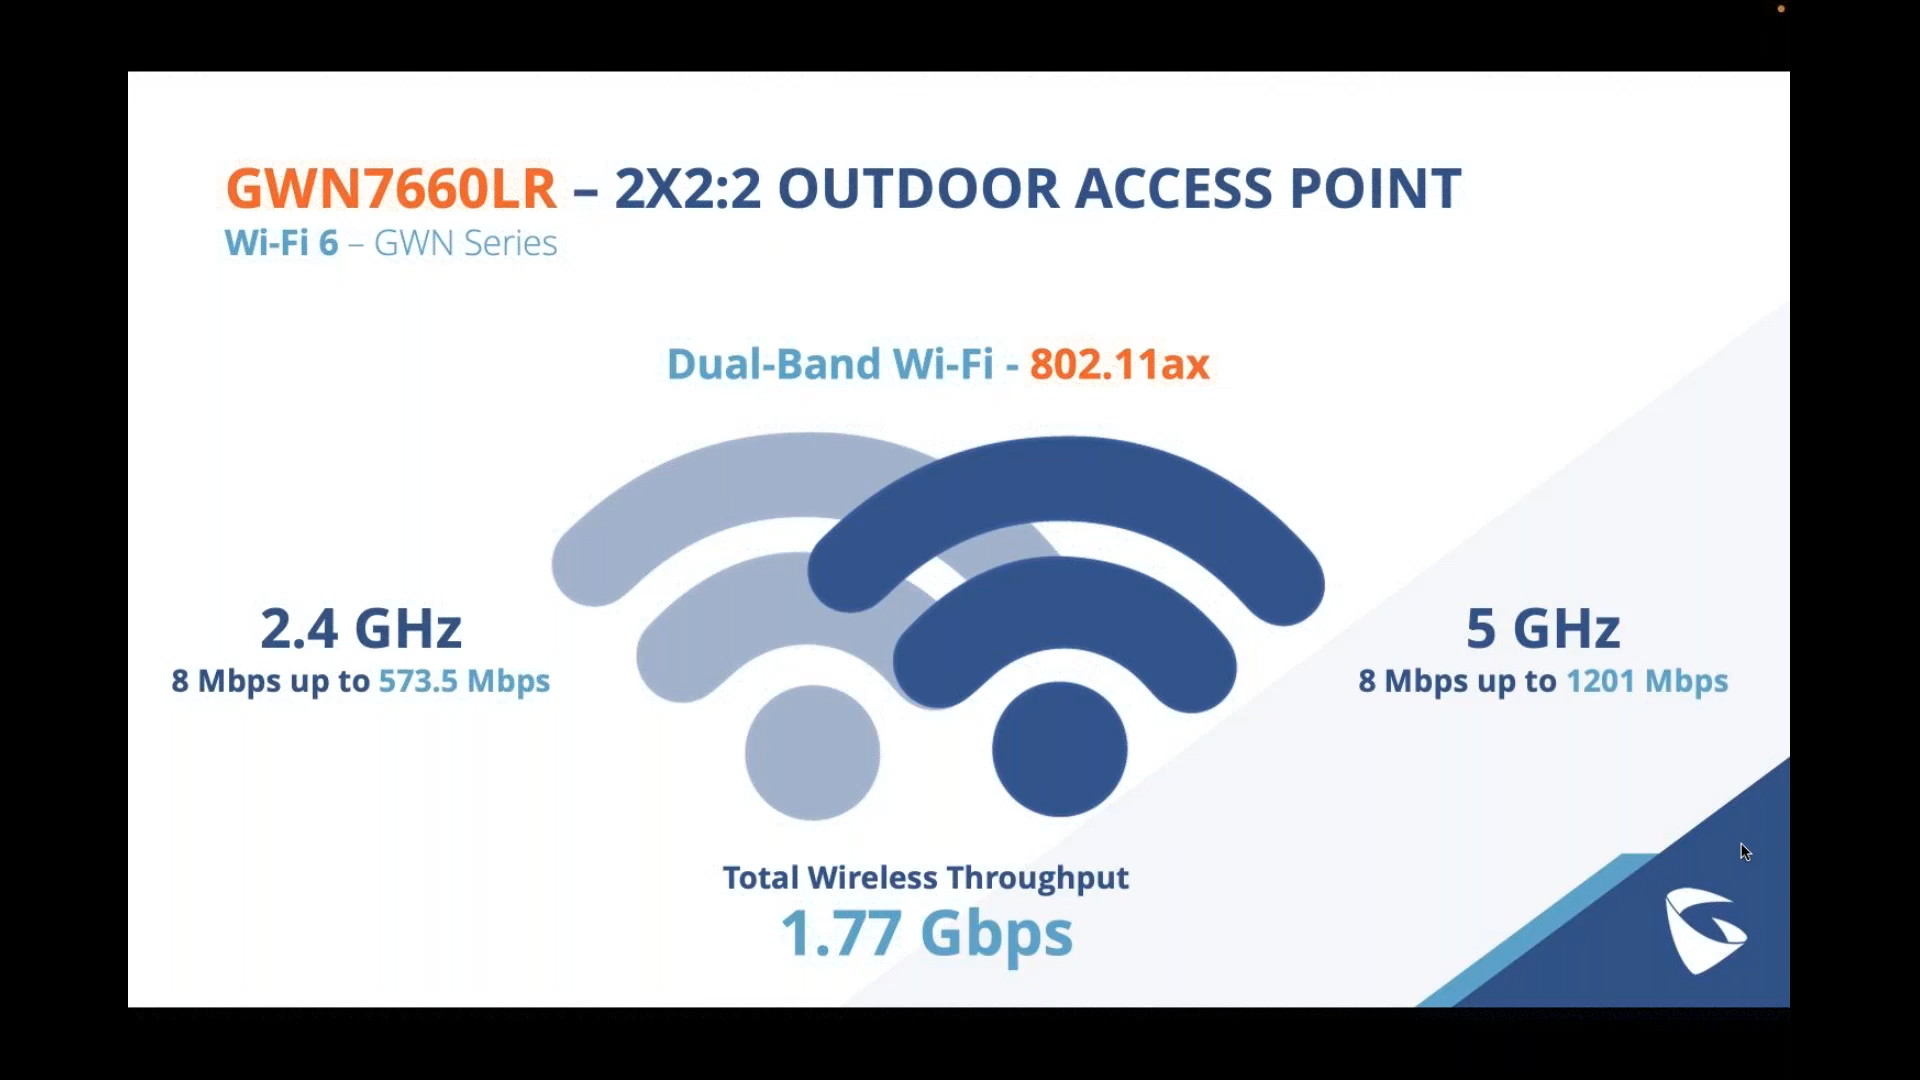 GWN7660LR – 2X2:2 OUTDOOR ACCESS POINT
Wi-Fi 6 – GWN Series
Dual-Band Wi-Fi - 802.11ax
2.4 GHz
8 Mbps up to 573.5 Mbps
5 GHz
8 Mbps up to 1201 Mbps
Total Wireless Throughput
1.77 Gbps